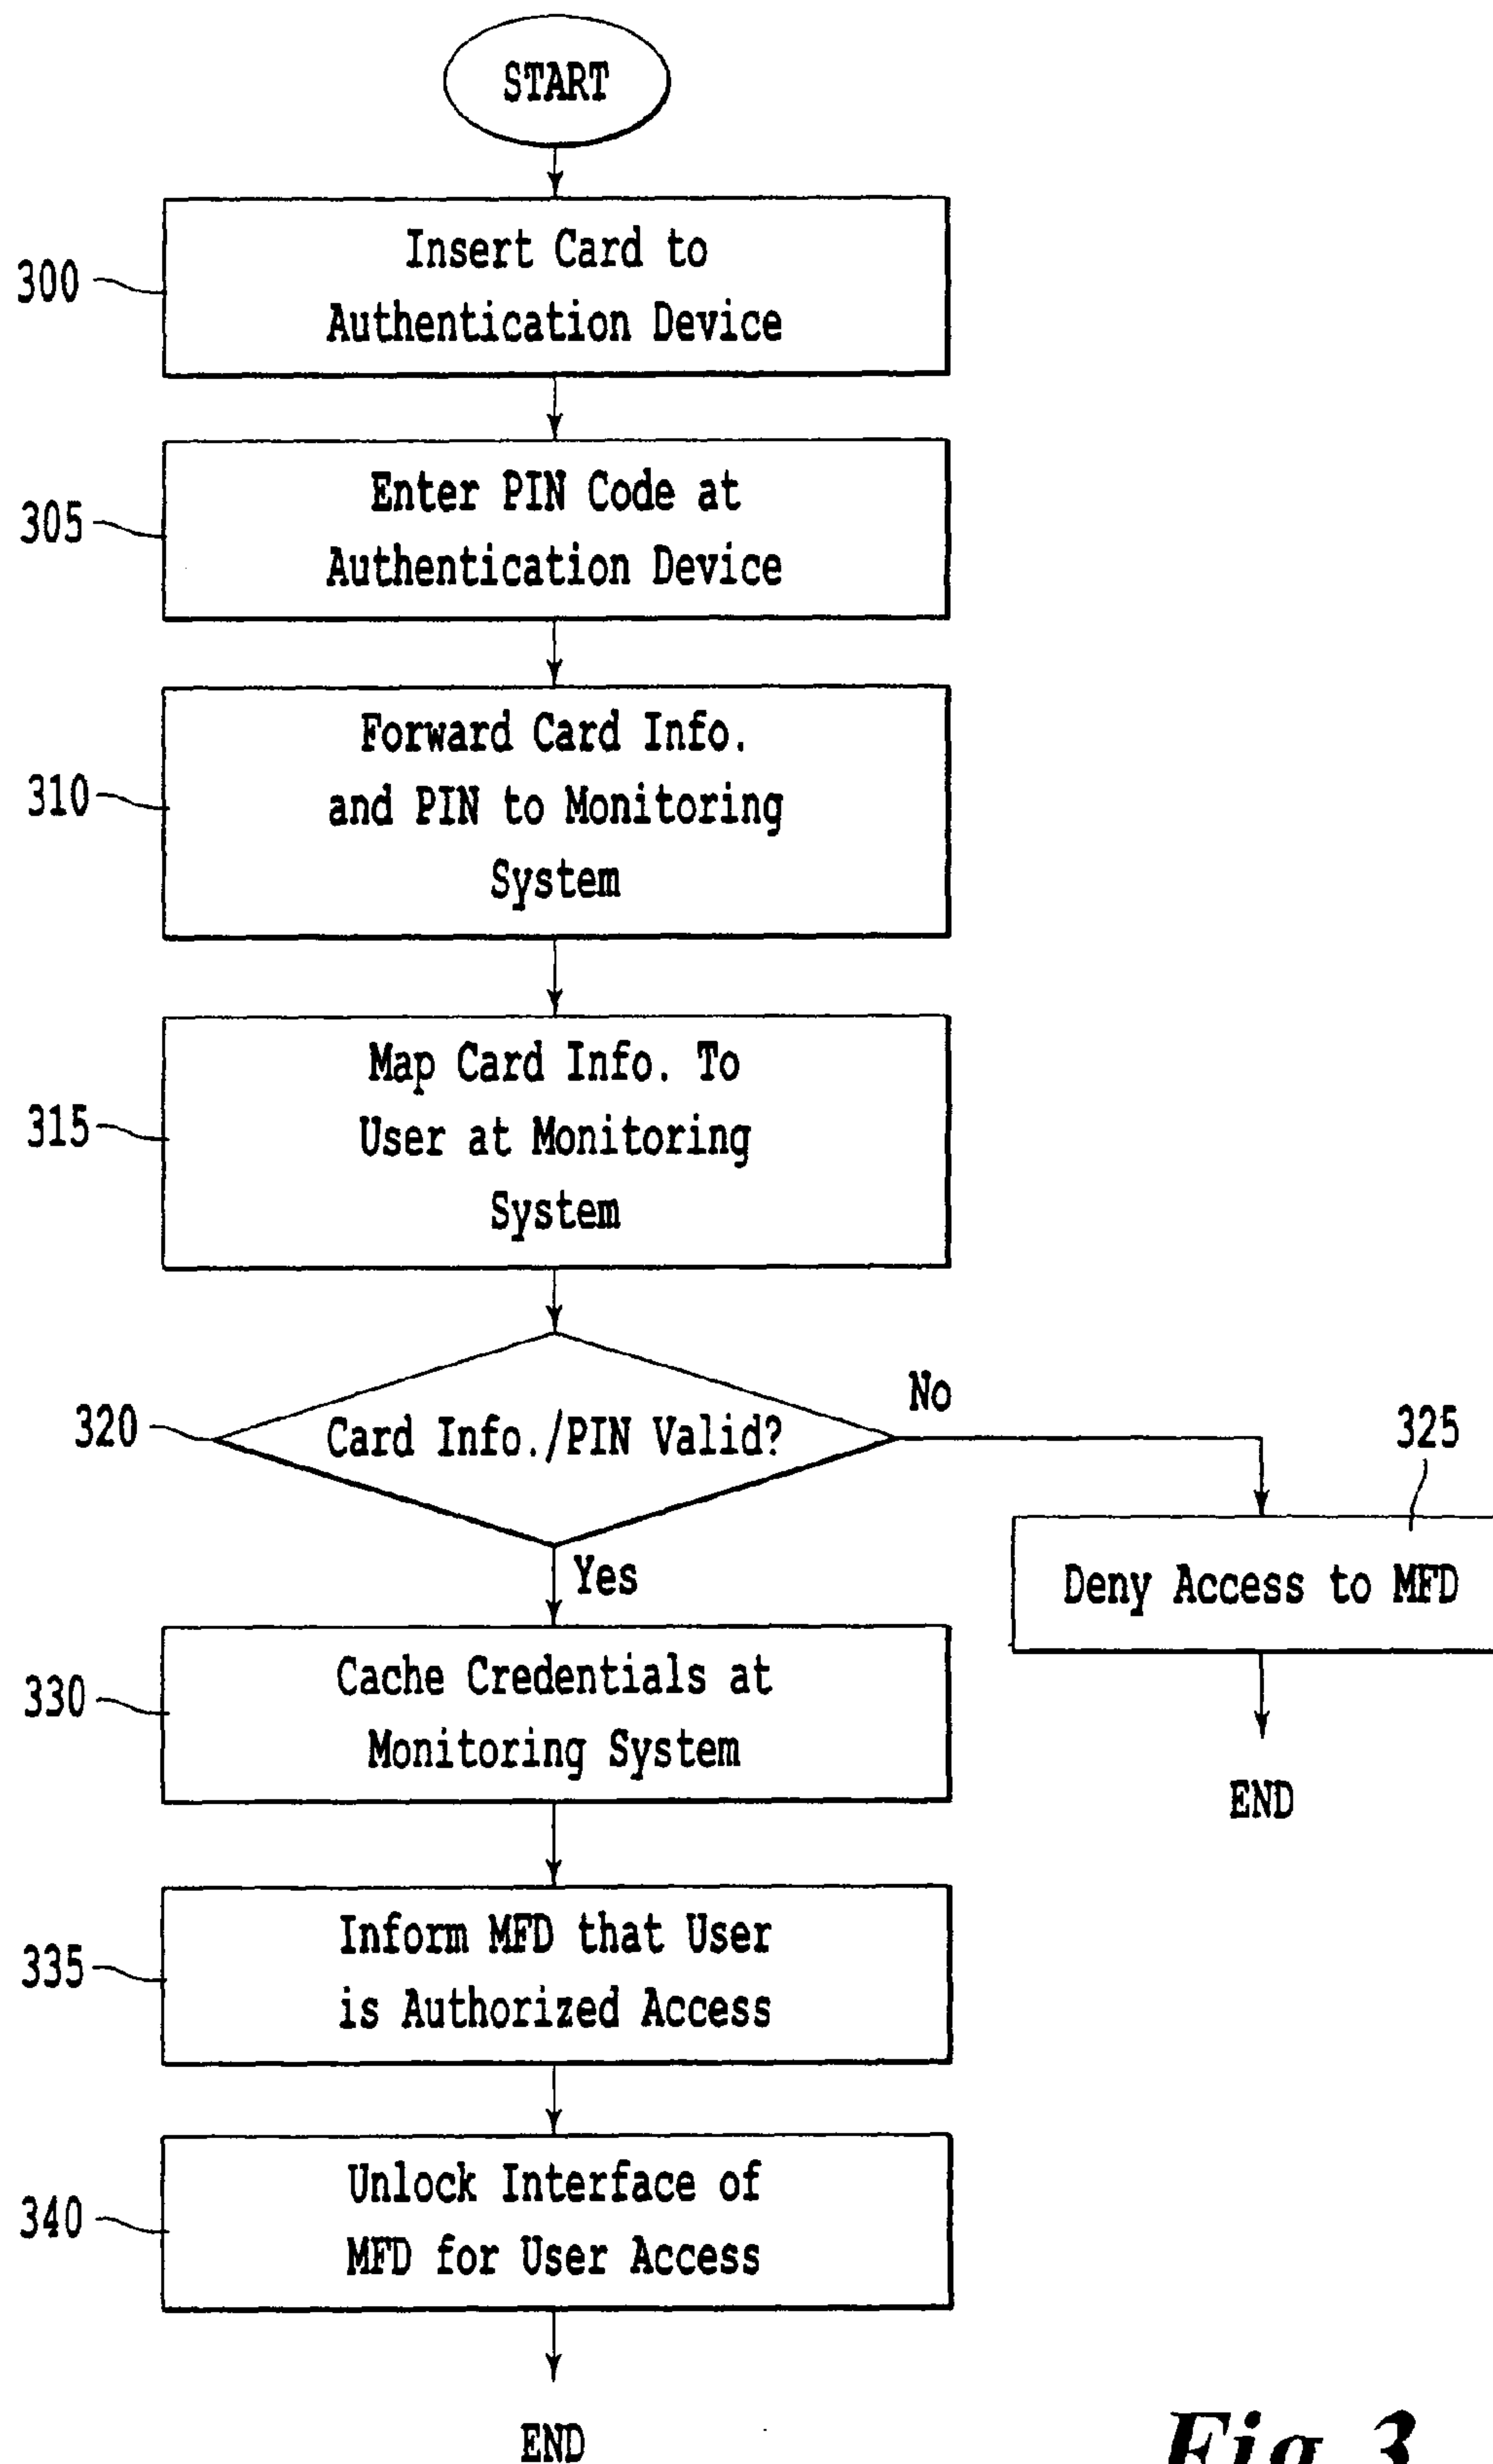 START
300
Insert Card to
Authentication Device
305
Enter PIN Code at
Authentication Device
310
Forward Card Info.
and PIN to Monitoring
System
315
Map Card Info. To
User at Monitoring
System
320
Card Info./PIN Valid?
No
325
Deny Access to MFD
END
Yes
330
Cache Credentials at
Monitoring System
335
Inform MFD that User
is Authorized Access
340
Unlock Interface of
MFD for User Access
END
Fig. 3